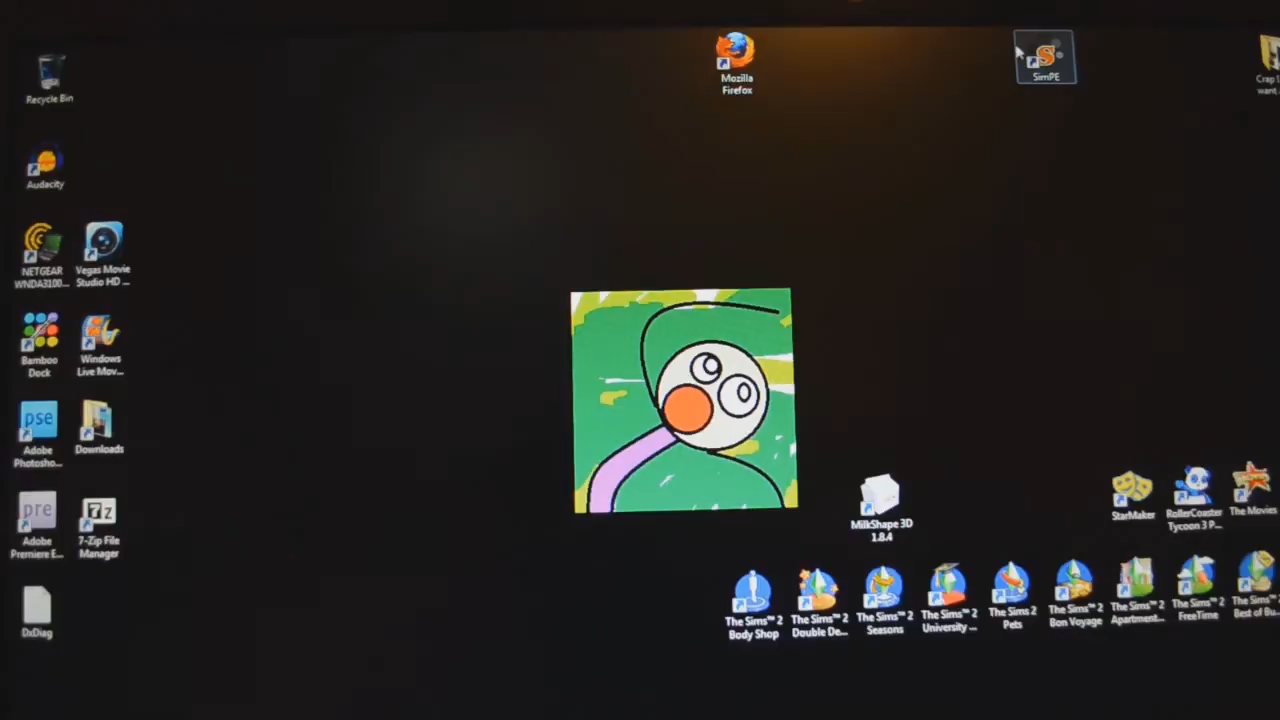 Recycle Bin
Mozilla
Firefox
S
SimPE
Crap I
want
Audacity
NETGEAR
WNDA3100...
Vegas Movie
Studio HD ...
Bamboo
Dock
Windows
Live Mov...
pse
Adobe
Photosho...
Downloads
pre
Adobe
Premiere E...
7z
7-Zip File
Manager
DxDiag
MilkShape 3D
1.8.4
StarMaker
RollerCoaster
Tycoon 3 P...
The Movies
The Sims™ 2
Body Shop
The Sims™ 2
Double De...
The Sims™ 2
Seasons
The Sims™ 2
University ...
The Sims 2
Pets
The Sims™ 2
Bon Voyage
The Sims™ 2
Apartment...
The Sims™ 2
FreeTime
The Sims™ 2
Best of Bu...